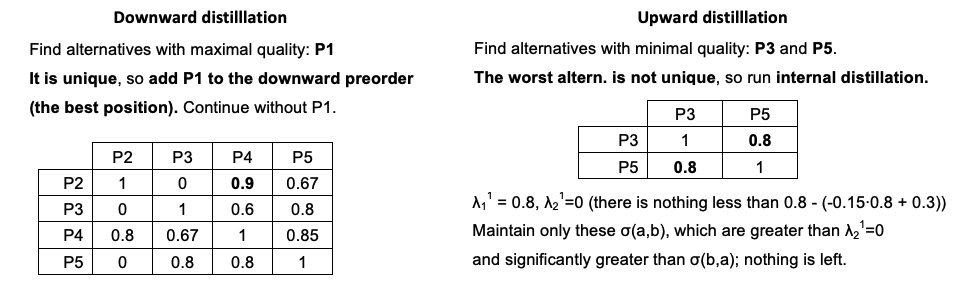 Downward distilllation
Find alternatives with maximal quality: P1
It is unique, so add P1 to the downward preorder
(the best position). Continue without P1.
P2 P3 P4 P5
P2 1 0 0.9 0.67
P3 0 1 0.6 0.8
P4 0.8 0.67 1 0.85
P5 0 0.8 0.8 1
Upward distilllation
Find alternatives with minimal quality: P3 and P5.
The worst altern. is not unique, so run internal distillation.
P3 P5
P3 1 0.8
P5 0.8 1
λ₁¹ = 0.8, λ₂¹=0 (there is nothing less than 0.8 - (-0.15·0.8 + 0.3))
Maintain only these σ(a,b), which are greater than λ₂¹=0
and significantly greater than σ(b,a); nothing is left.